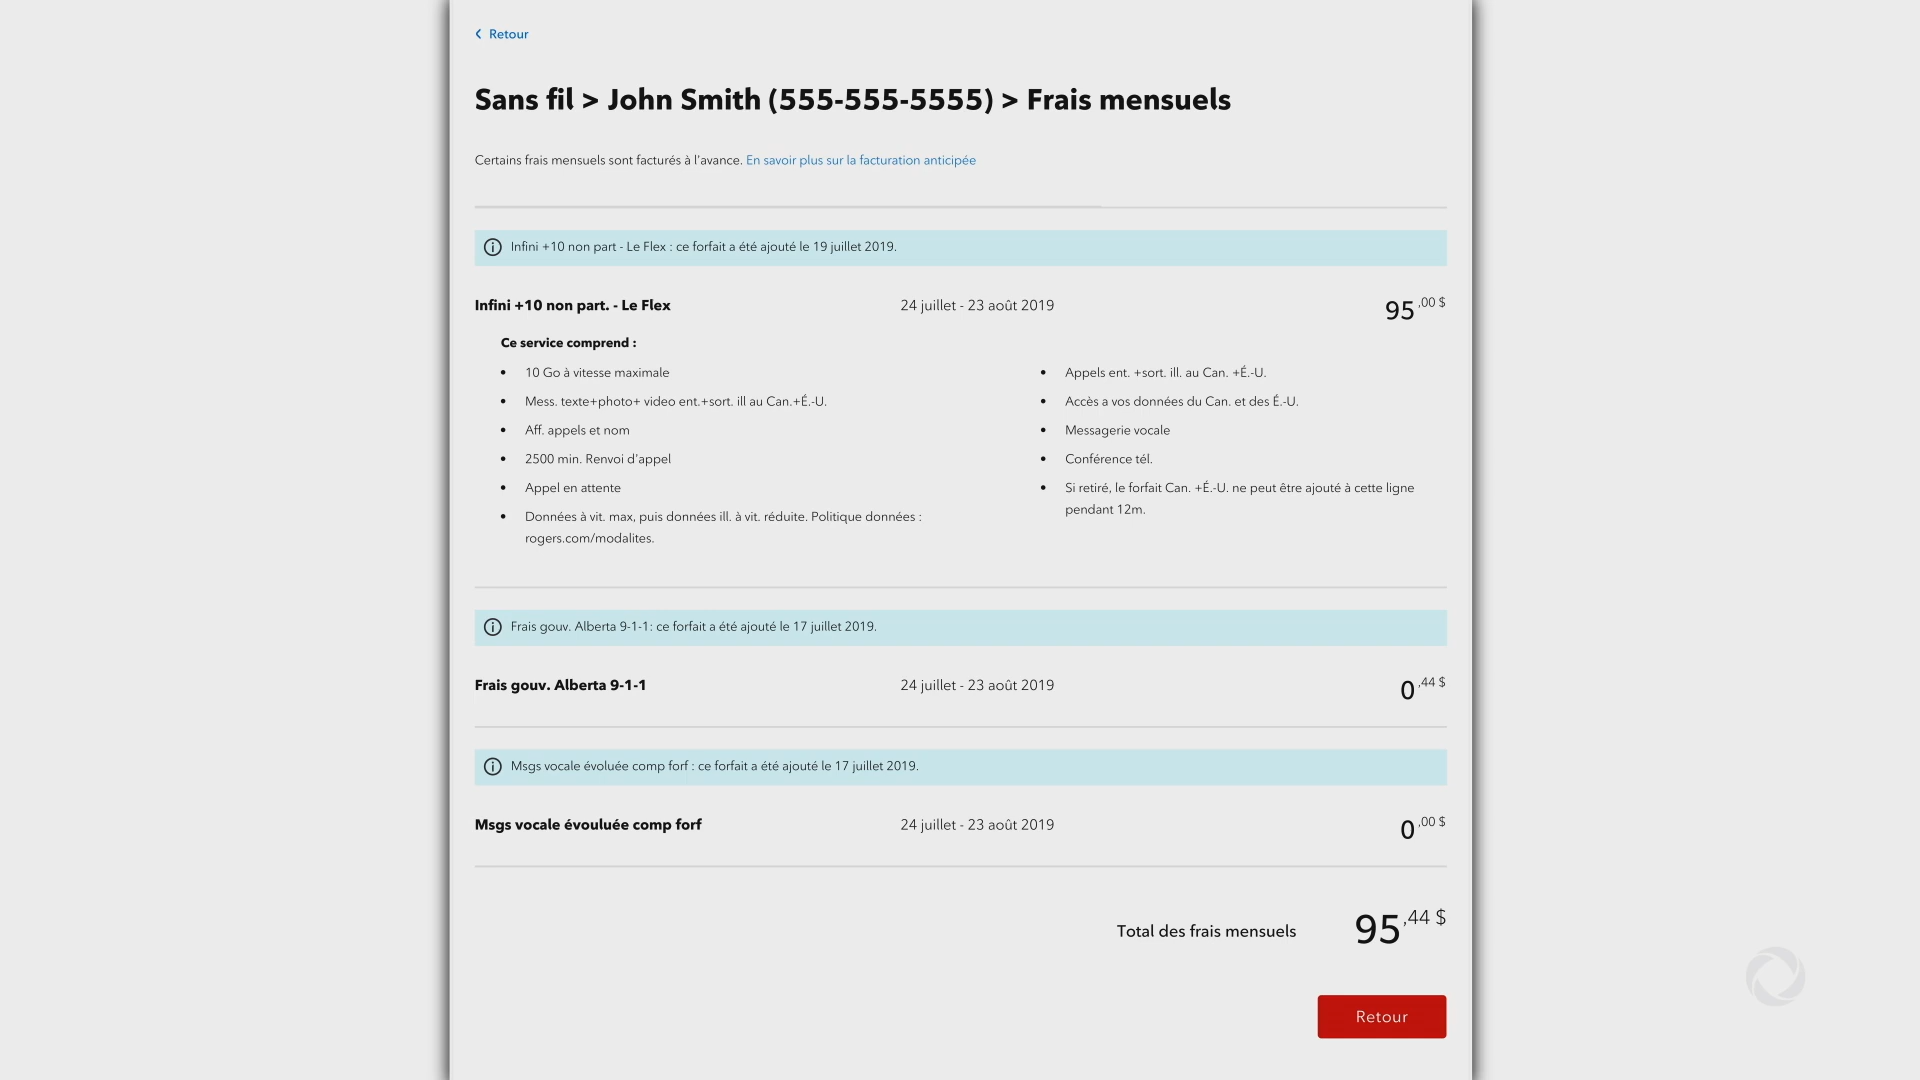 Retour
Sans fil > John Smith (555-555-5555) > Frais mensuels
Certains frais mensuels sont facturés à l'avance. En savoir plus sur la facturation anticipée
Infini +10 non part - Le Flex : ce forfait a été ajouté le 19 juillet 2019.
Infini +10 non part. - Le Flex 24 juillet - 23 août 2019 95,00 $
Ce service comprend :
• 10 Go à vitesse maximale
• Mess. texte+photo+ video ent.+sort. ill au Can.+É.-U.
• Aff. appels et nom
• 2500 min. Renvoi d'appel
• Appel en attente
• Données à vit. max, puis données ill. à vit. réduite. Politique données :
rogers.com/modalites.
• Appels ent. +sort. ill. au Can. +É.-U.
• Accès a vos données du Can. et des É.-U.
• Messagerie vocale
• Conférence tél.
• Si retiré, le forfait Can. +É.-U. ne peut être ajouté à cette ligne
pendant 12m.
Frais gouv. Alberta 9-1-1: ce forfait a été ajouté le 17 juillet 2019.
Frais gouv. Alberta 9-1-1 24 juillet - 23 août 2019 0,44 $
Msgs vocale évoluée comp forf : ce forfait a été ajouté le 17 juillet 2019.
Msgs vocale évouluée comp forf 24 juillet - 23 août 2019 0,00 $
Total des frais mensuels 95,44 $
Retour